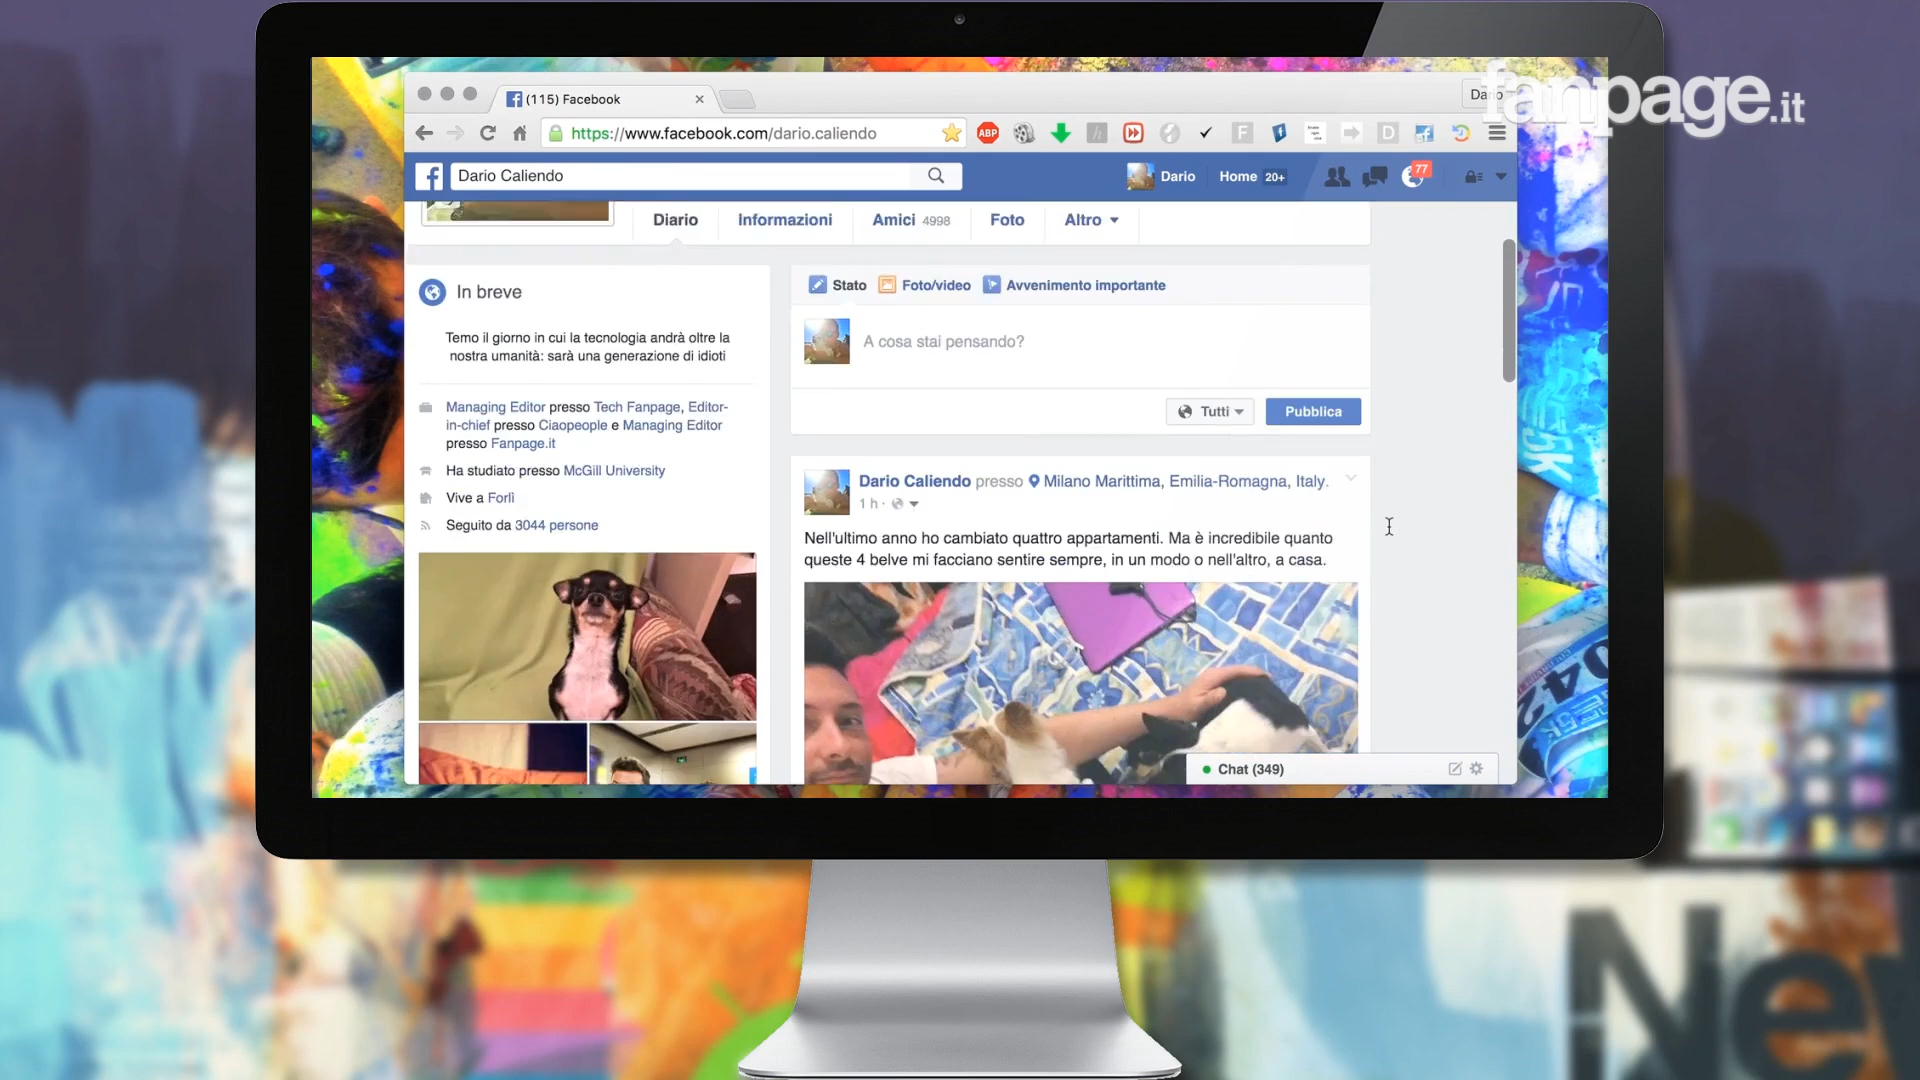 fanpage.it
(115) Facebook
https://www.facebook.com/dario.caliendo
ABP
F
D
Dario Caliendo
Dario
Home 20+
77
Diario
Informazioni
Amici 4998
Foto
Altro
In breve
Temo il giorno in cui la tecnologia andrà oltre la
nostra umanità: sarà una generazione di idioti
Managing Editor presso Tech Fanpage, Editor-
in-chief presso Ciaopeople e Managing Editor
presso Fanpage.it
Ha studiato presso McGill University
Vive a Forlì
Seguito da 3044 persone
Stato
Foto/video
Avvenimento importante
A cosa stai pensando?
Tutti
Pubblica
Dario Caliendo presso Milano Marittima, Emilia-Romagna, Italy.
1 h ·
Nell'ultimo anno ho cambiato quattro appartamenti. Ma è incredibile quanto
queste 4 belve mi facciano sentire sempre, in un modo o nell'altro, a casa.
Chat (349)